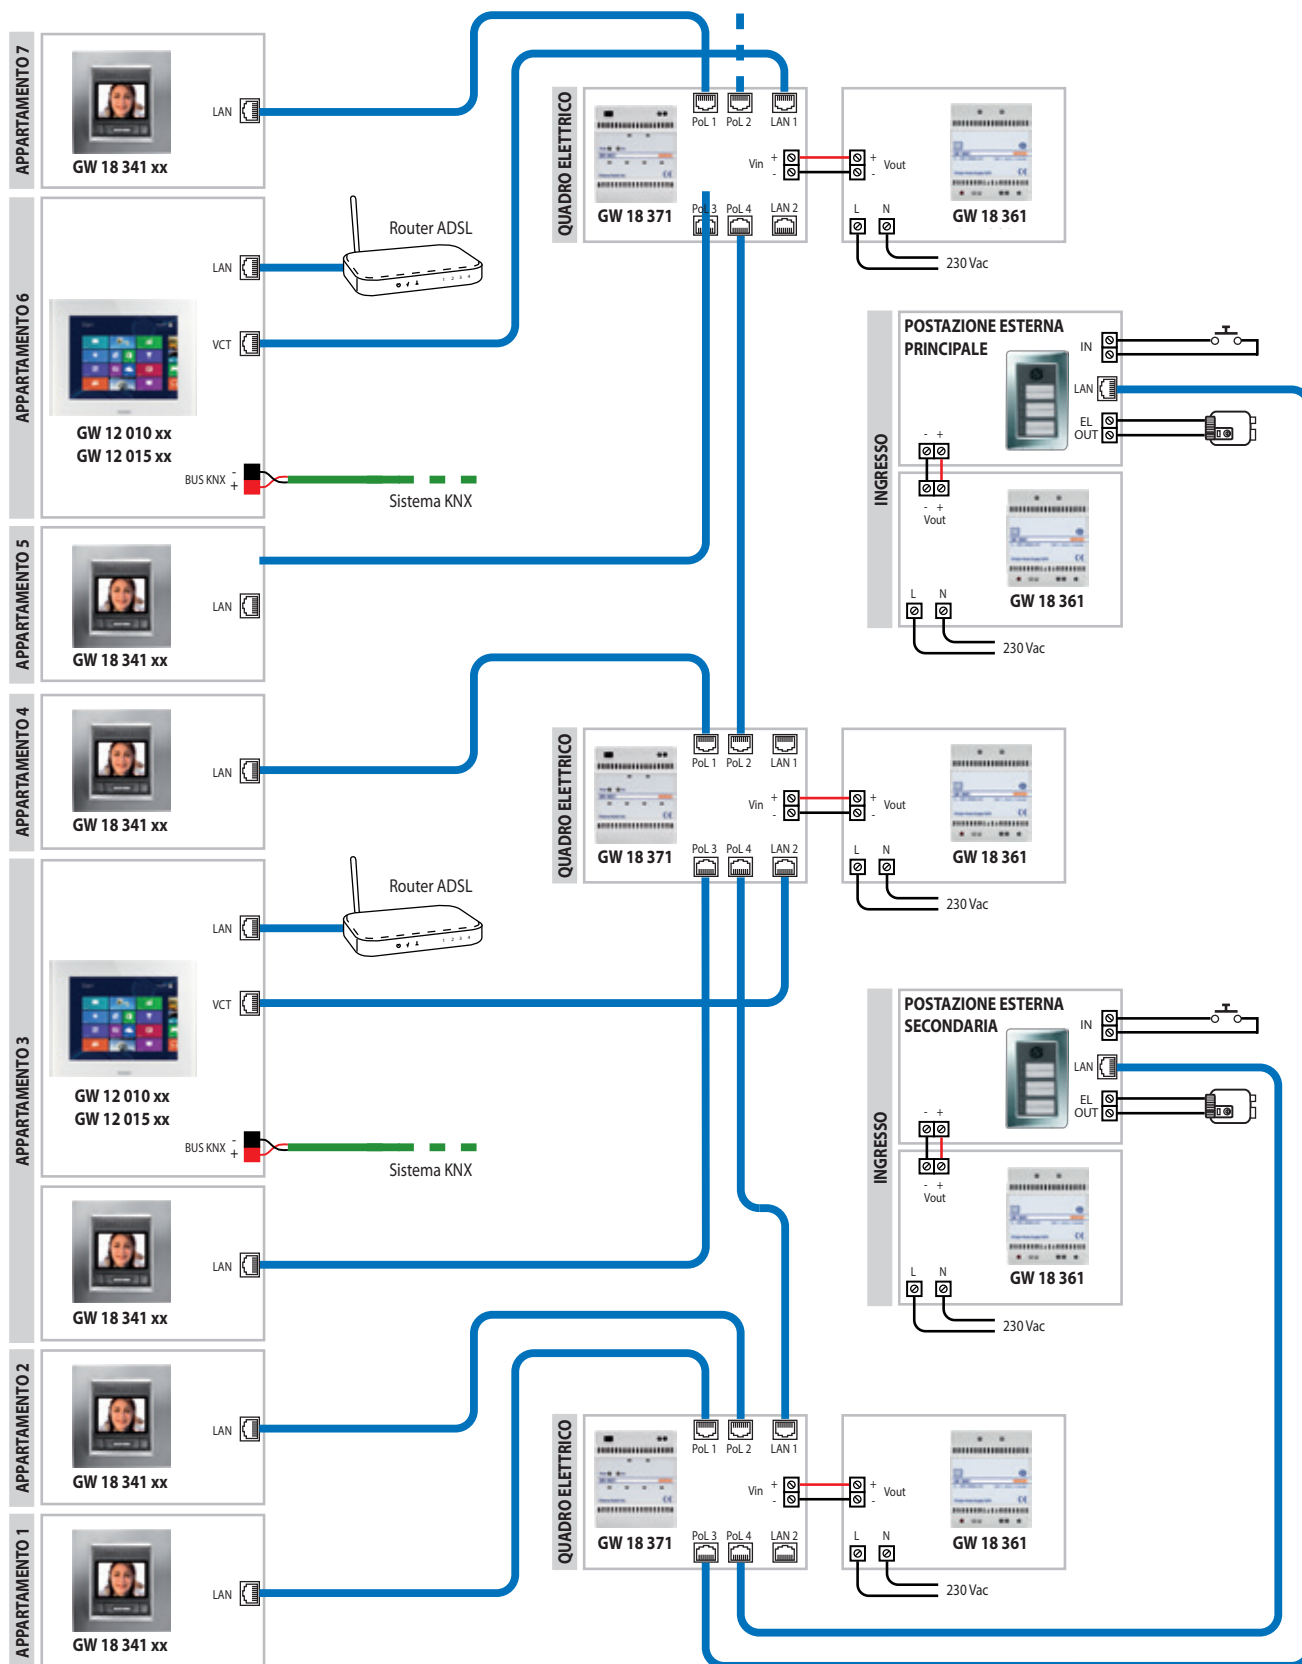 APPARTAMENTO 7
LAN
GW 18 341 xx
APPARTAMENTO 6
LAN
Router ADSL
VCT
GW 12 010 xx
GW 12 015 xx
BUS KNX
-
+
Sistema KNX
APPARTAMENTO 5
LAN
GW 18 341 xx
APPARTAMENTO 4
LAN
GW 18 341 xx
APPARTAMENTO 3
LAN
Router ADSL
VCT
GW 12 010 xx
GW 12 015 xx
BUS KNX
-
+
Sistema KNX
LAN
GW 18 341 xx
APPARTAMENTO 2
LAN
GW 18 341 xx
APPARTAMENTO 1
LAN
GW 18 341 xx
QUADRO ELETTRICO
PoL 1 PoL 2 LAN 1
Vin + -
+ - Vout
PoL 3 PoL 4 LAN 2
GW 18 371
L N
GW 18 361
230 Vac
POSTAZIONE ESTERNA
PRINCIPALE
IN
LAN
EL
OUT
- +
INGRESSO
- +
Vout
GW 18 361
L N
230 Vac
QUADRO ELETTRICO
PoL 1 PoL 2 LAN 1
Vin + -
+ - Vout
PoL 3 PoL 4 LAN 2
GW 18 371
L N
GW 18 361
230 Vac
POSTAZIONE ESTERNA
SECONDARIA
IN
LAN
EL
OUT
- +
INGRESSO
- +
Vout
GW 18 361
L N
230 Vac
QUADRO ELETTRICO
PoL 1 PoL 2 LAN 1
Vin + -
+ - Vout
PoL 3 PoL 4 LAN 2
GW 18 371
L N
GW 18 361
230 Vac